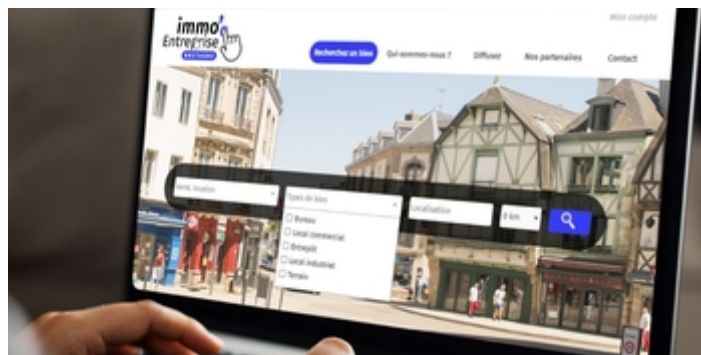 Mon compte
immo'
Entreprise
Recherchez un bien Qui sommes-nous ? Diffusez Nos partenaires Contact
Vente, location
Types de bien
Localisation
0 km
Bureau
Local commercial
Entrepôt
Local industriel
Terrain